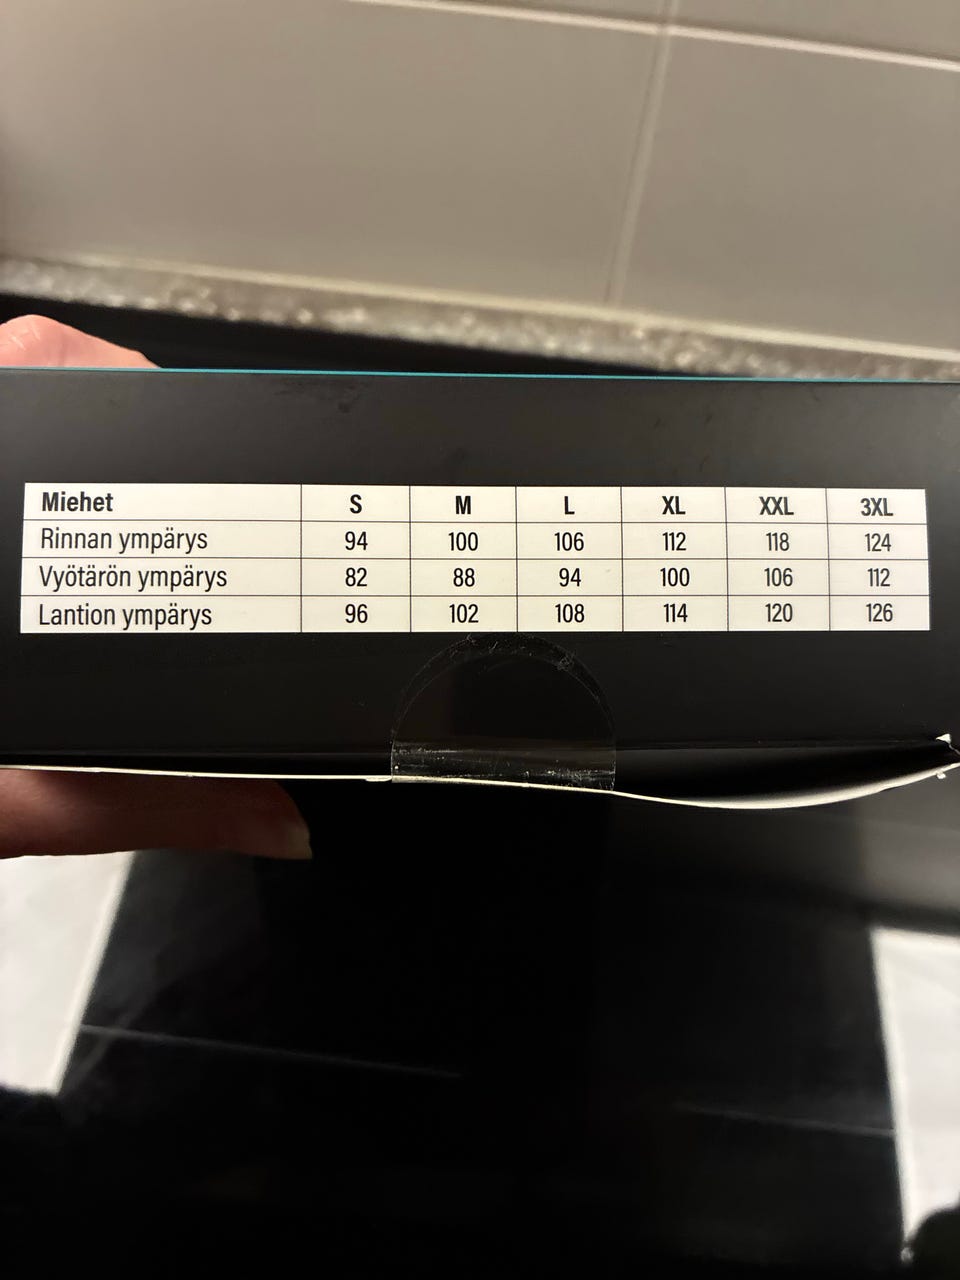 Miehet S M L XL XXL 3XL
Rinnan ympärys 94 100 106 112 118 124
Vyötärön ympärys 82 88 94 100 106 112
Lantion ympärys 96 102 108 114 120 126